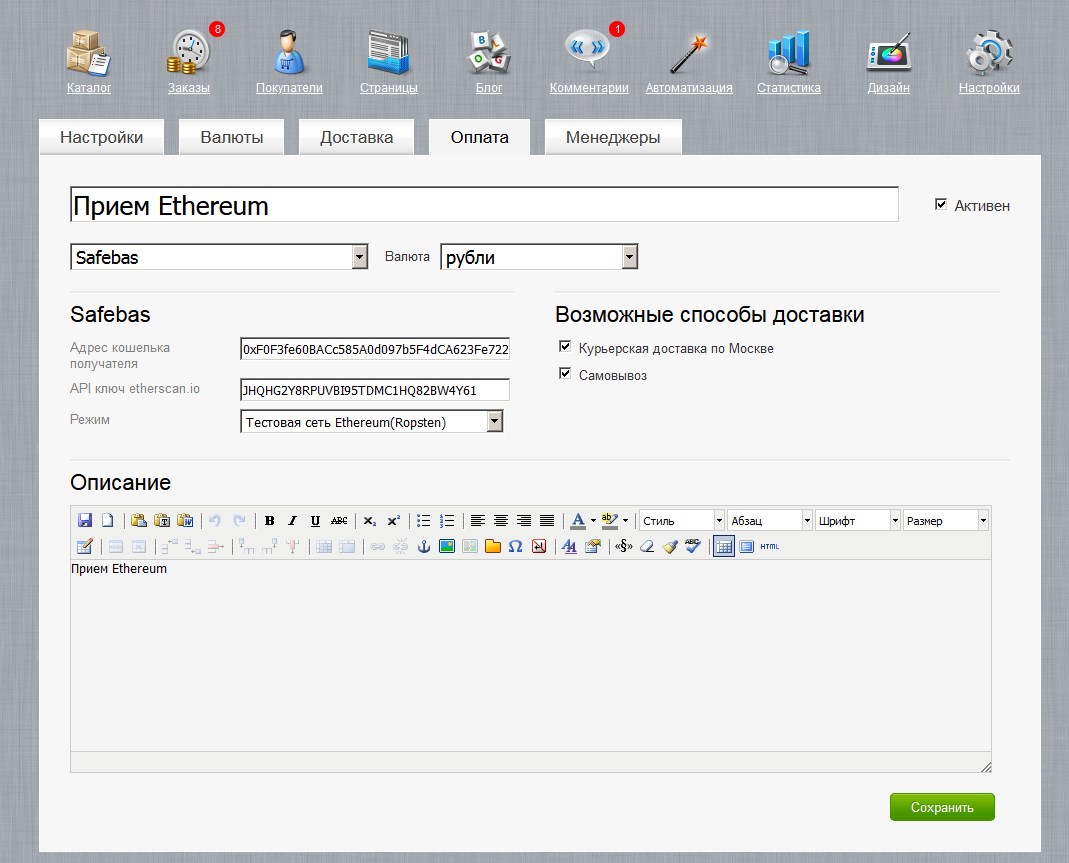 8
1
Каталог
Заказы
Покупатели
Страницы
Блог
Комментарии
Автоматизация
Статистика
Дизайн
Настройки
Настройки
Валюты
Доставка
Оплата
Менеджеры
Прием Ethereum
Активен
Safebas
Валюта
рубли
Safebas
Возможные способы доставки
Адрес кошелька
получателя
0xF0F3fe60BACc585A0d097b5F4dCA623Fe722
Курьерская доставка по Москве
API ключ etherscan.io
JHQHG2Y8RPUVBI95TDMC1HQ82BW4Y61
Самовывоз
Режим
Тестовая сеть Ethereum(Ropsten)
Описание
B I U ABC
Стиль
Абзац
Шрифт
Размер
HTML
Прием Ethereum
Сохранить